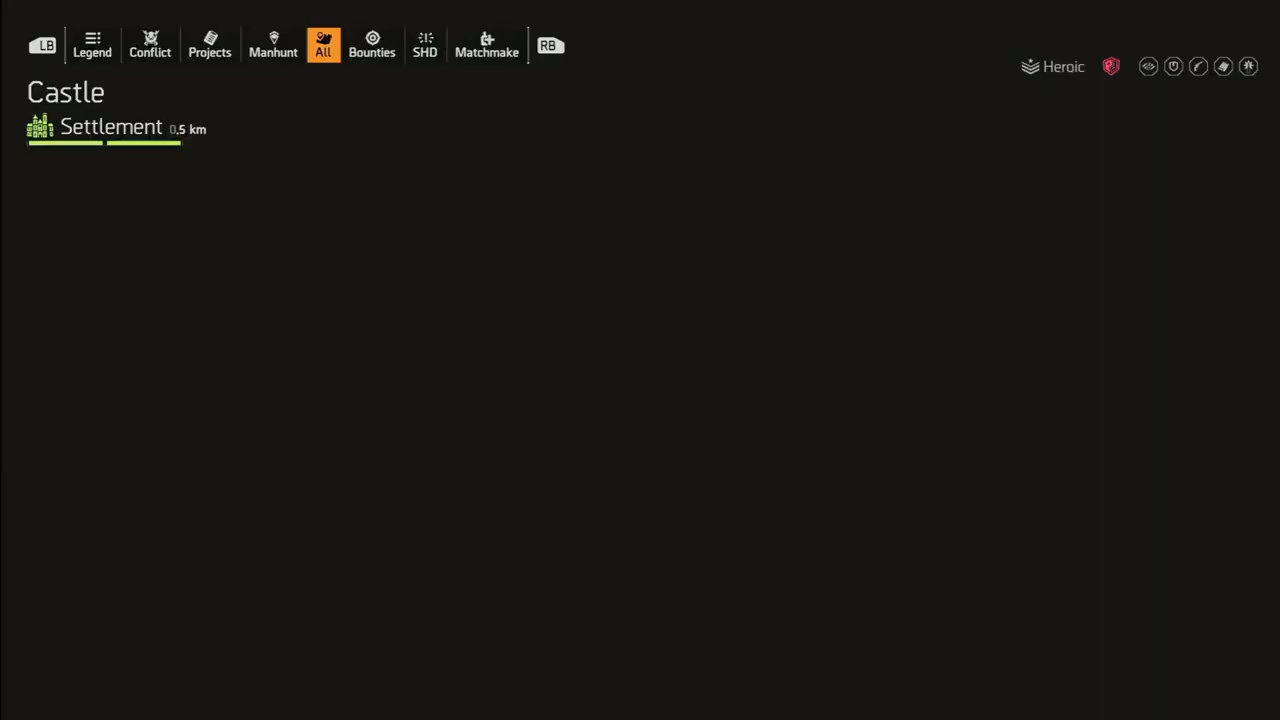 LB Legend Conflict Projects Manhunt All Bounties SHD Matchmake RB
Heroic
Castle
Settlement 0.5 km